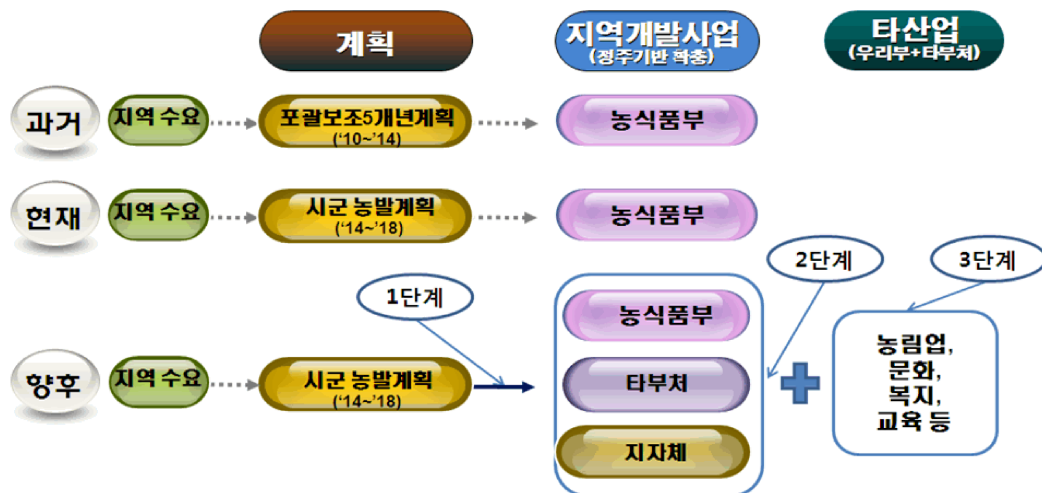 계획
지역개발사업
(정주기반 확충)
타산업
(우리부+타부처)
과거
지역 수요
포괄보조5개년계획
('10~'14)
농식품부
현재
지역 수요
시군 농발계획
('14~'18)
농식품부
1단계
2단계
3단계
향후
지역 수요
시군 농발계획
('14~'18)
농식품부
타부처
지자체
농림업,
문화,
복지,
교육 등